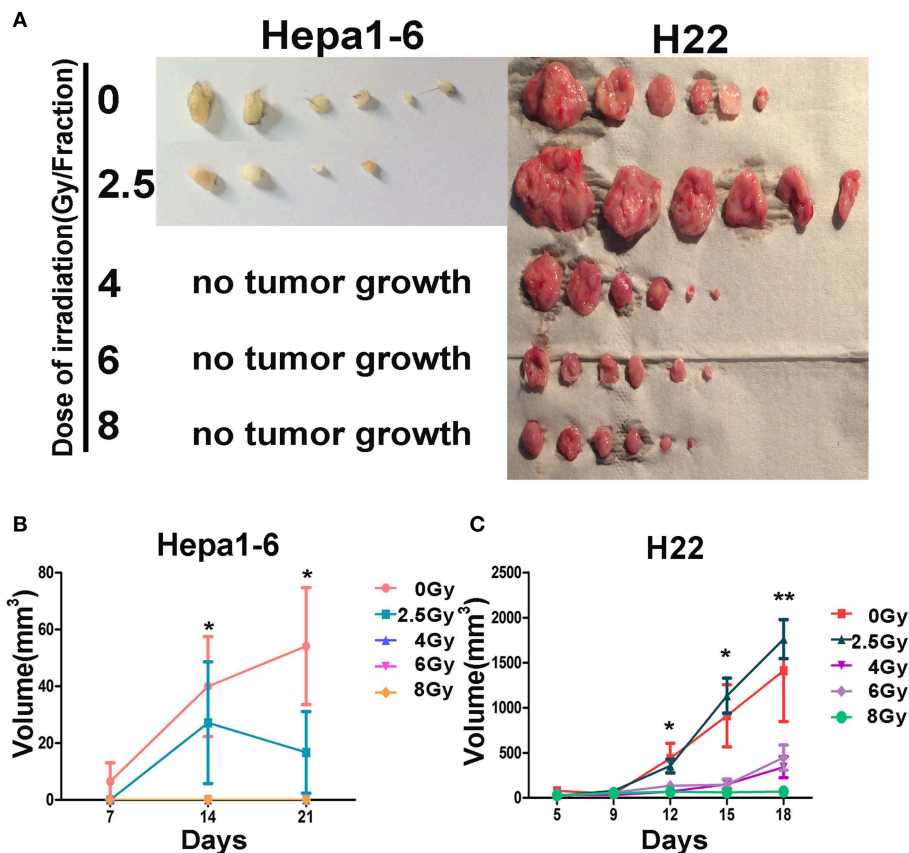 A
Hepa1-6
H22
Dose of irradiation(Gy/Fraction)
0
2.5
4
no tumor growth
6
no tumor growth
8
no tumor growth
B
Hepa1-6
Volume(mm³)
80
60
40
20
0
7
14
21
Days
*
*
0Gy
2.5Gy
4Gy
6Gy
8Gy
C
H22
Volume(mm³)
2500
2000
1500
1000
500
0
5
9
12
15
18
Days
*
*
**
0Gy
2.5Gy
4Gy
6Gy
8Gy